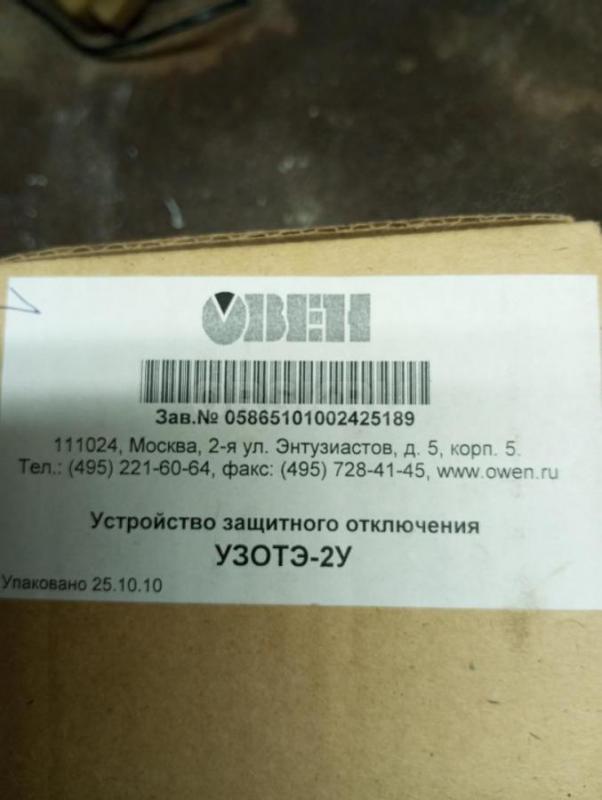 ОВЕН
Зав.№ 05865101002425189
111024, Москва, 2-я ул. Энтузиастов, д. 5, корп. 5.
Тел.: (495) 221-60-64, факс: (495) 728-41-45, www.owen.ru
Устройство защитного отключения
УЗОТЭ-2У
Упаковано 25.10.10